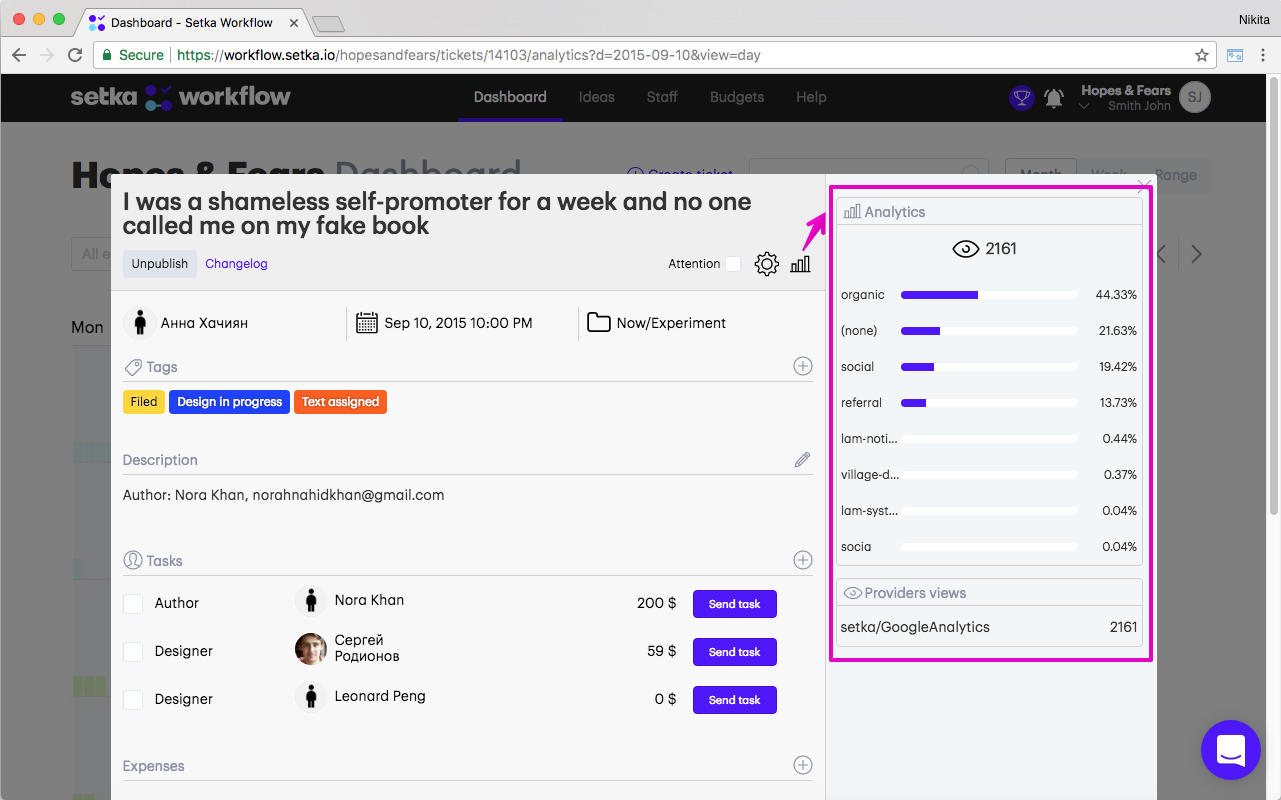 Dashboard - Setka Workflow
Nikita
Secure
https://workflow.setka.io/hopesandfears/tickets/14103/analytics?d=2015-09-10&view=day
setka workflow
Dashboard
Ideas
Staff
Budgets
Help
Hopes & Fears
Smith John
SJ
Hopes & Fears Dashboard
Create ticket
Month
Week
Range
All e
Mon
I was a shameless self-promoter for a week and no one
called me on my fake book
Unpublish
Changelog
Attention
Анна Хачиян
Sep 10, 2015 10:00 PM
Now/Experiment
Tags
Filed
Design in progress
Text assigned
Description
Author: Nora Khan, norahnahidkhan@gmail.com
Tasks
Author
Nora Khan
200 $
Send task
Designer
Сергей
Родионов
59 $
Send task
Designer
Leonard Peng
0 $
Send task
Expenses
Analytics
2161
organic 44.33%
(none) 21.63%
social 19.42%
referral 13.73%
lam-noti... 0.44%
village-d... 0.37%
lam-syst... 0.04%
socia 0.04%
Providers views
setka/GoogleAnalytics 2161